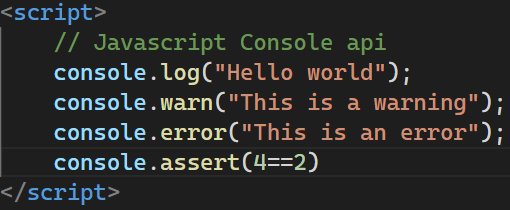 <script>
// Javascript Console api
console.log("Hello world");
console.warn("This is a warning");
console.error("This is an error");
console.assert(4==2)
</script>